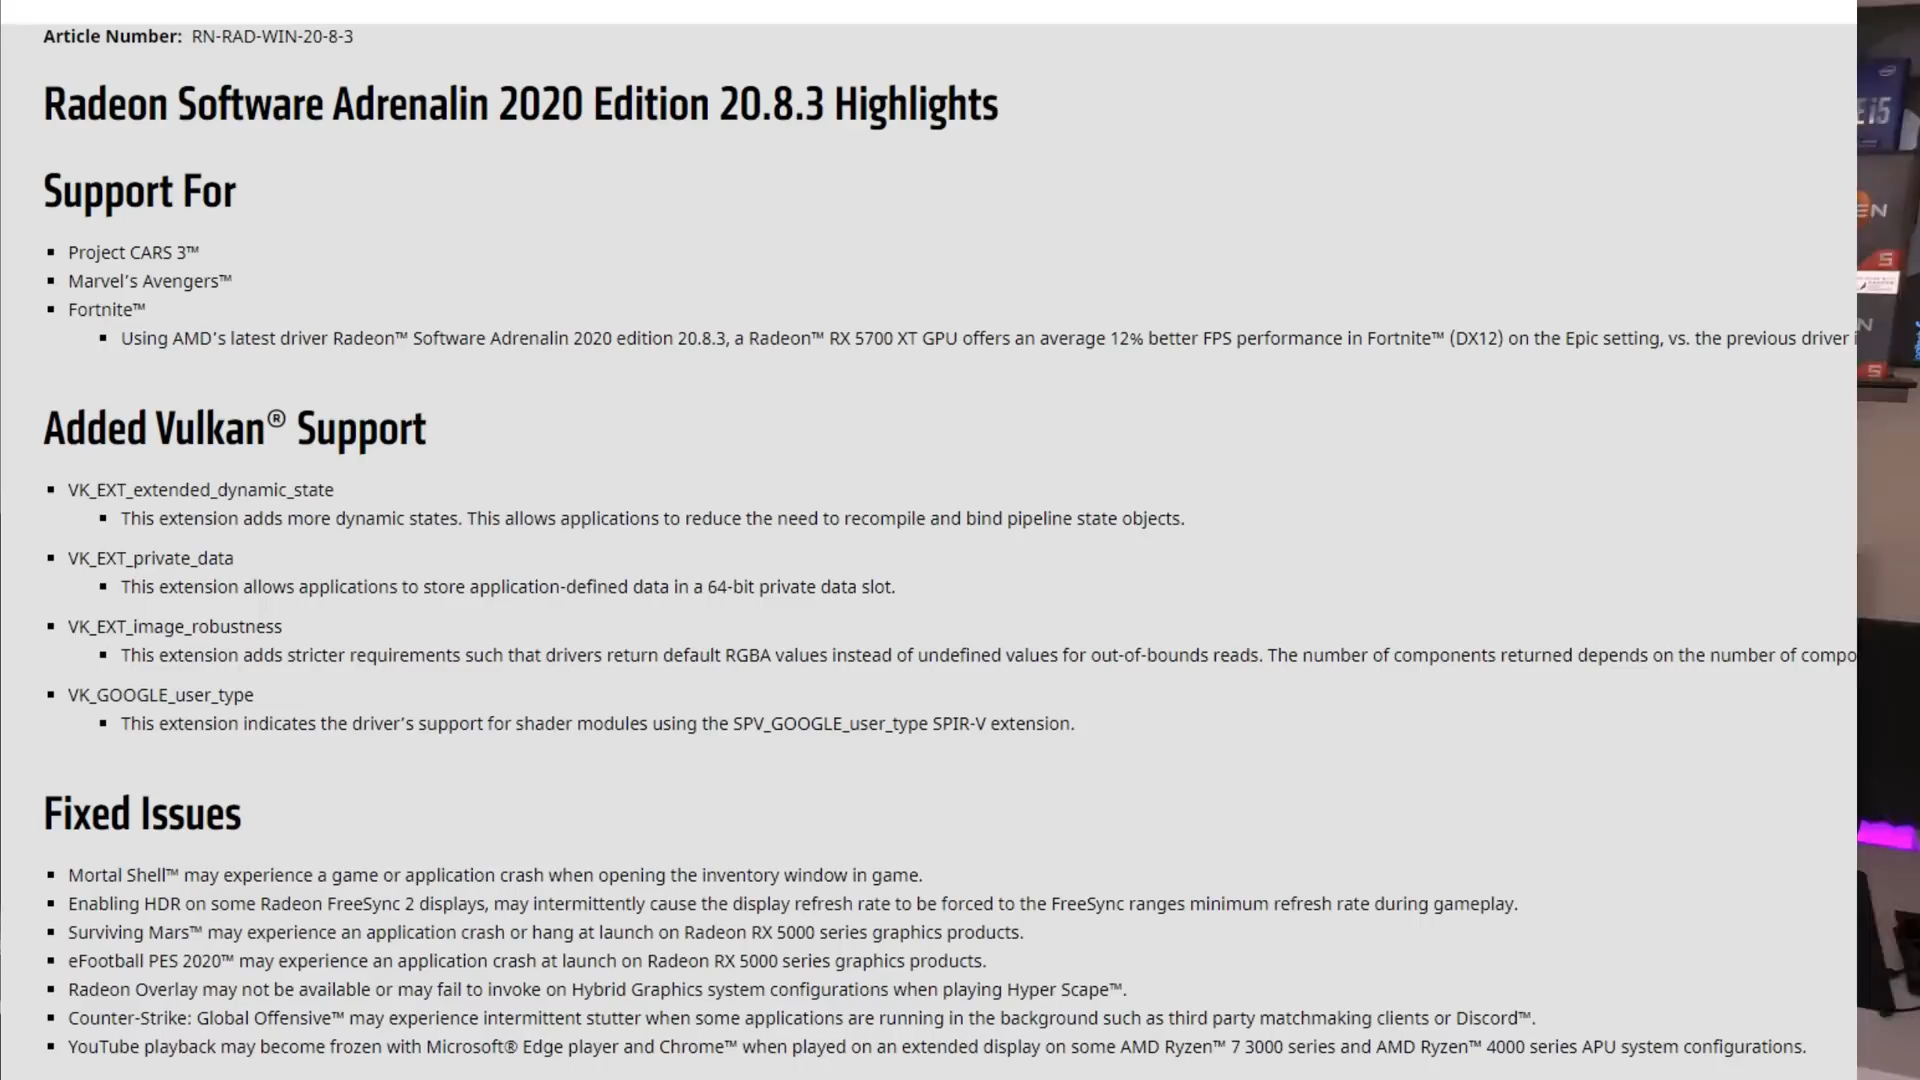 Article Number: RN-RAD-WIN-20-8-3
Radeon Software Adrenalin 2020 Edition 20.8.3 Highlights
Support For
Project CARS 3™
Marvel’s Avengers™
Fortnite™
Using AMD’s latest driver Radeon™ Software Adrenalin 2020 edition 20.8.3, a Radeon™ RX 5700 XT GPU offers an average 12% better FPS performance in Fortnite™ (DX12) on the Epic setting, vs. the previous driver
Added Vulkan® Support
VK_EXT_extended_dynamic_state
This extension adds more dynamic states. This allows applications to reduce the need to recompile and bind pipeline state objects.
VK_EXT_private_data
This extension allows applications to store application-defined data in a 64-bit private data slot.
VK_EXT_image_robustness
This extension adds stricter requirements such that drivers return default RGBA values instead of undefined values for out-of-bounds reads. The number of components returned depends on the number of compo
VK_GOOGLE_user_type
This extension indicates the driver’s support for shader modules using the SPV_GOOGLE_user_type SPIR-V extension.
Fixed Issues
Mortal Shell™ may experience a game or application crash when opening the inventory window in game.
Enabling HDR on some Radeon FreeSync 2 displays, may intermittently cause the display refresh rate to be forced to the FreeSync ranges minimum refresh rate during gameplay.
Surviving Mars™ may experience an application crash or hang at launch on Radeon RX 5000 series graphics products.
eFootball PES 2020™ may experience an application crash at launch on Radeon RX 5000 series graphics products.
Radeon Overlay may not be available or may fail to invoke on Hybrid Graphics system configurations when playing Hyper Scape™.
Counter-Strike: Global Offensive™ may experience intermittent stutter when some applications are running in the background such as third party matchmaking clients or Discord™.
YouTube playback may become frozen with Microsoft® Edge player and Chrome™ when played on an extended display on some AMD Ryzen™ 7 3000 series and AMD Ryzen™ 4000 series APU system configurations.
E i5
EN
5
N
5